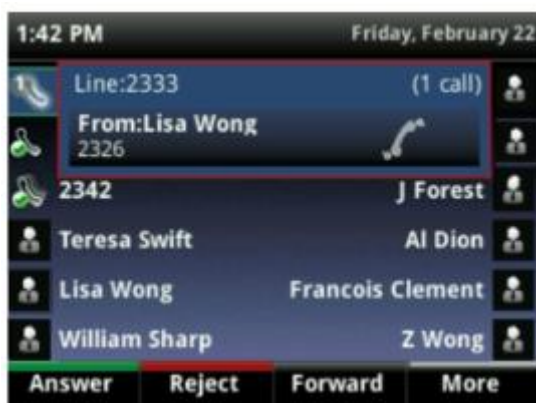 1:42 PM Friday, February 22
Line:2333 (1 call)
From:Lisa Wong
2326
2342 J Forest
Teresa Swift Al Dion
Lisa Wong Francois Clement
William Sharp Z Wong
Answer Reject Forward More